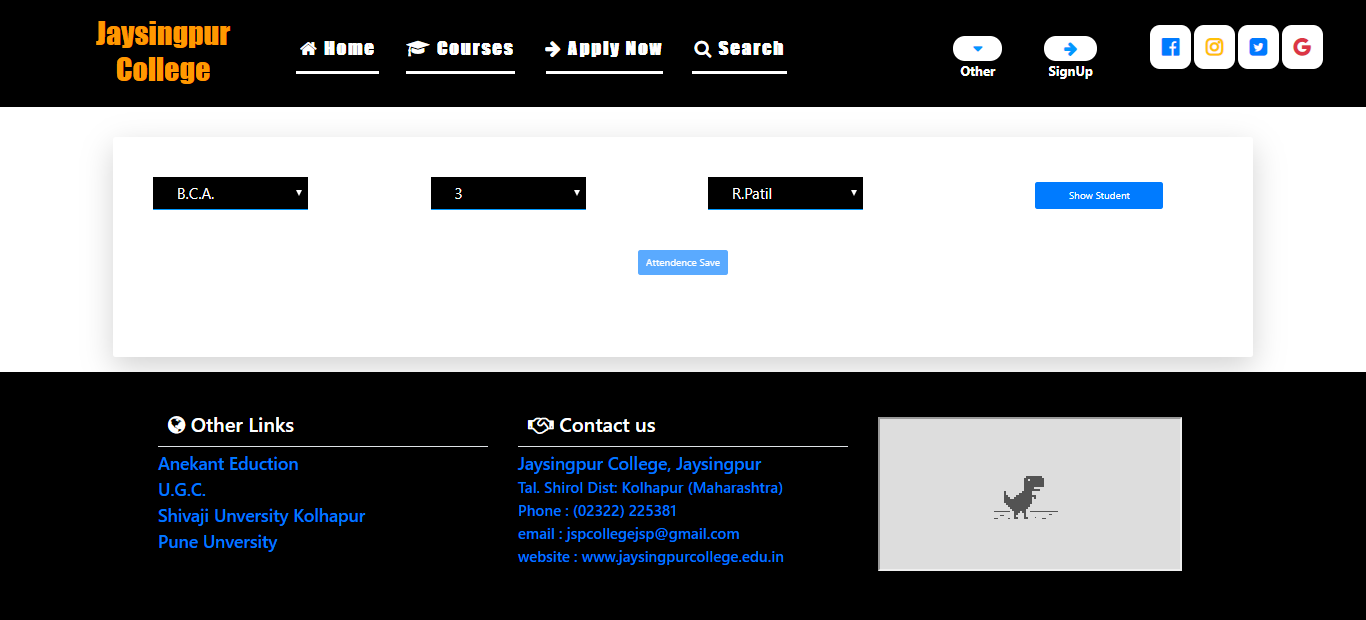 Jaysingpur
College
Home
Courses
Apply Now
Search
Other
SignUp
B.C.A.
3
R.Patil
Show Student
Attendence Save
Other Links
Anekant Eduction
U.G.C.
Shivaji Unversity Kolhapur
Pune Unversity
Contact us
Jaysingpur College, Jaysingpur
Tal. Shirol Dist: Kolhapur (Maharashtra)
Phone : (02322) 225381
email : jspcollegejsp@gmail.com
website : www.jaysingpurcollege.edu.in